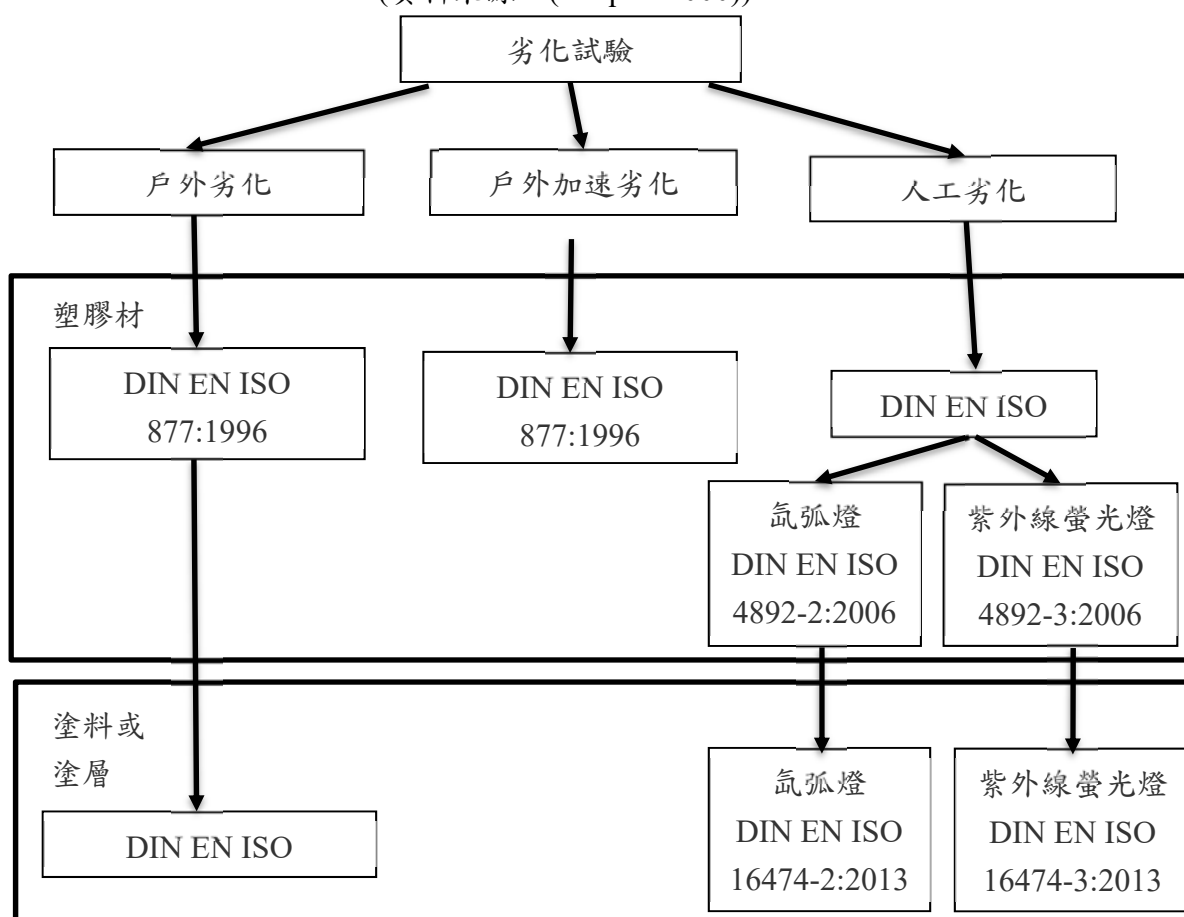 劣化試驗
戶外劣化
戶外加速劣化
人工劣化
塑膠材
DIN EN ISO
877:1996
DIN EN ISO
877:1996
DIN EN ISO
氙弧燈
DIN EN ISO
4892-2:2006
紫外線螢光燈
DIN EN ISO
4892-3:2006
塗料或
塗層
DIN EN ISO
氙弧燈
DIN EN ISO
16474-2:2013
紫外線螢光燈
DIN EN ISO
16474-3:2013